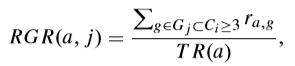 RGR(a, j) = \frac{\sum_{g \in G_j \subset C_i \geq 3} r_{a,g}}{TR(a)},